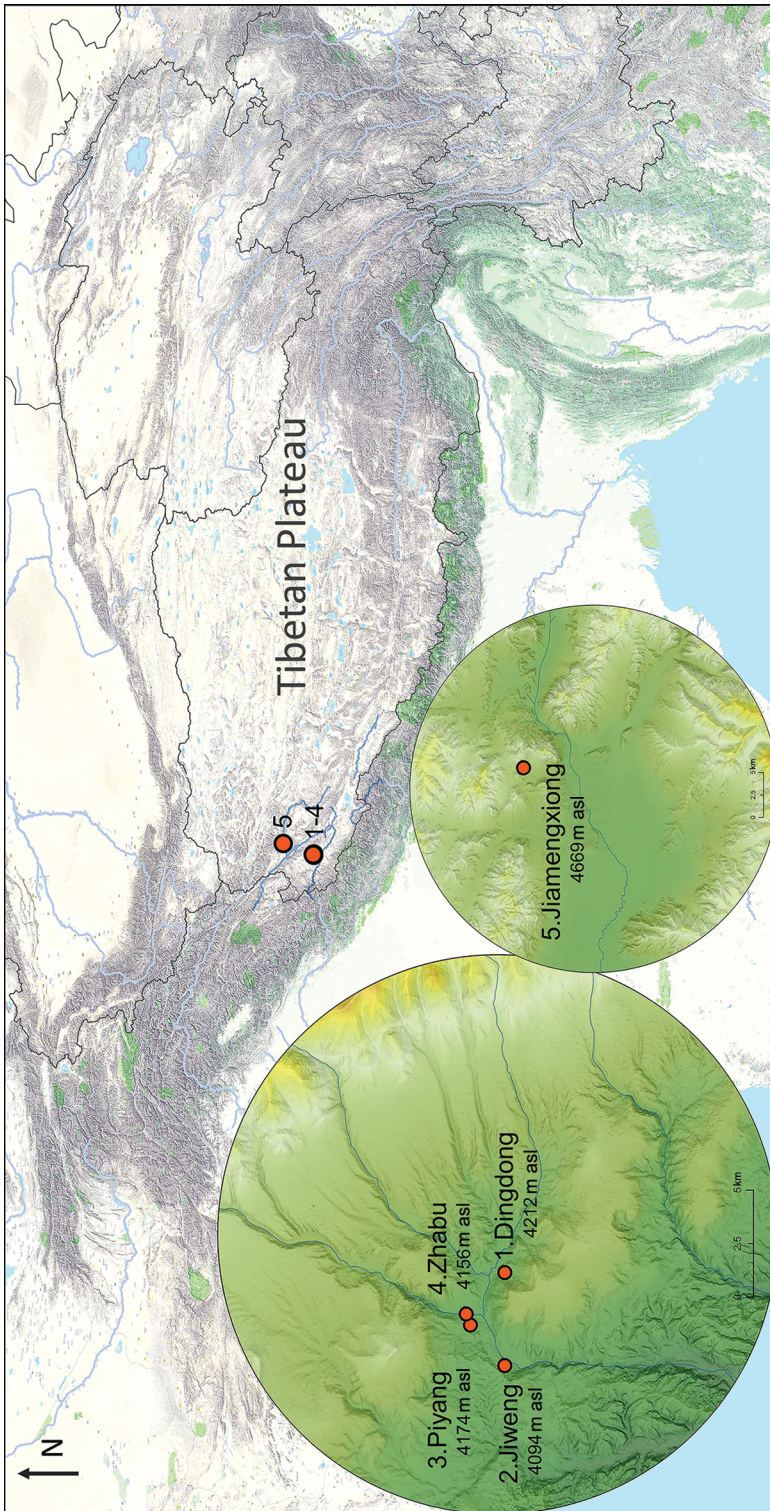 N
Tibetan Plateau
5
1-4
3.Piyang
4174 m asl
4.Zhabu
4156 m asl
2.Jiweng
4094 m asl
1.Dingdong
4212 m asl
0 2.5 5km
5.Jiamengxiong
4669 m asl
0 2.5 5km